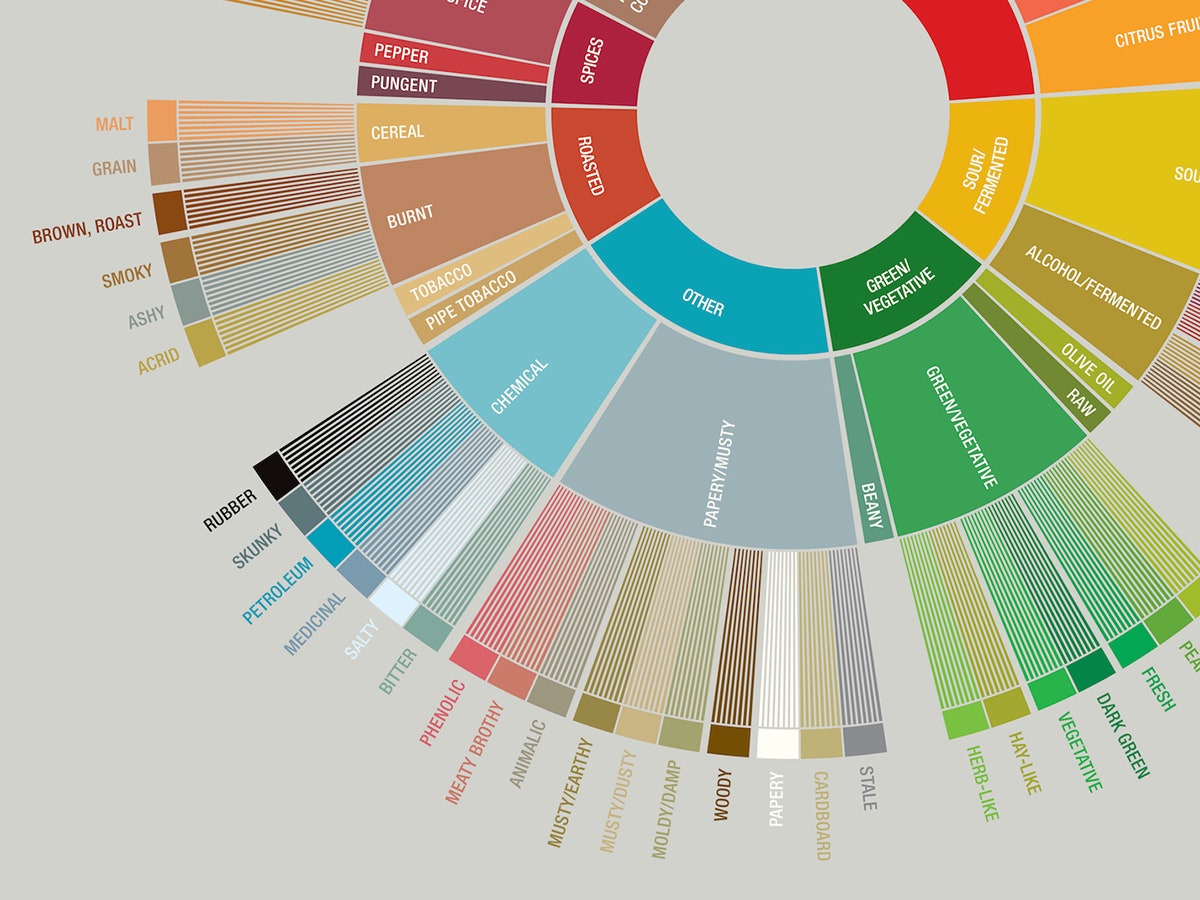 SPICES
PEPPER
PUNGENT
ROASTED
CEREAL
MALT
GRAIN
BURNT
BROWN, ROAST
SMOKY
ASHY
ACRID
TOBACCO
PIPE TOBACCO
OTHER
CHEMICAL
RUBBER
SKUNKY
PETROLEUM
MEDICINAL
SALTY
BITTER
PAPERY/MUSTY
PHENOLIC
MEATY BROTHY
ANIMALIC
MUSTY/EARTHY
MUSTY/DUSTY
MOLDY/DAMP
WOODY
PAPERY
CARDBOARD
STALE
GREEN/
VEGETATIVE
BEANY
GREEN/VEGETATIVE
HERB-LIKE
HAY-LIKE
VEGETATIVE
DARK GREEN
FRESH
RAW
OLIVE OIL
SOUR/
FERMENTED
ALCOHOL/FERMENTED
SOU
CITRUS FRUI